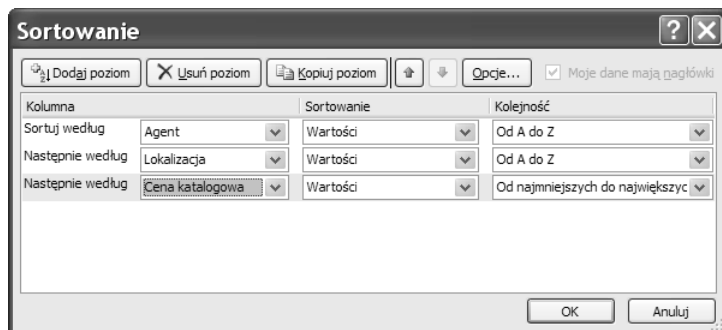 Sortowanie
Dodaj poziom Usuń poziom Kopiuj poziom Opcje... Moje dane mają nagłówki
Kolumna Sortowanie Kolejność
Sortuj według Agent Wartości Od A do Z
Następnie według Lokalizacja Wartości Od A do Z
Następnie według Cena katalogowa Wartości Od najmniejszych do największyc
OK Anuluj